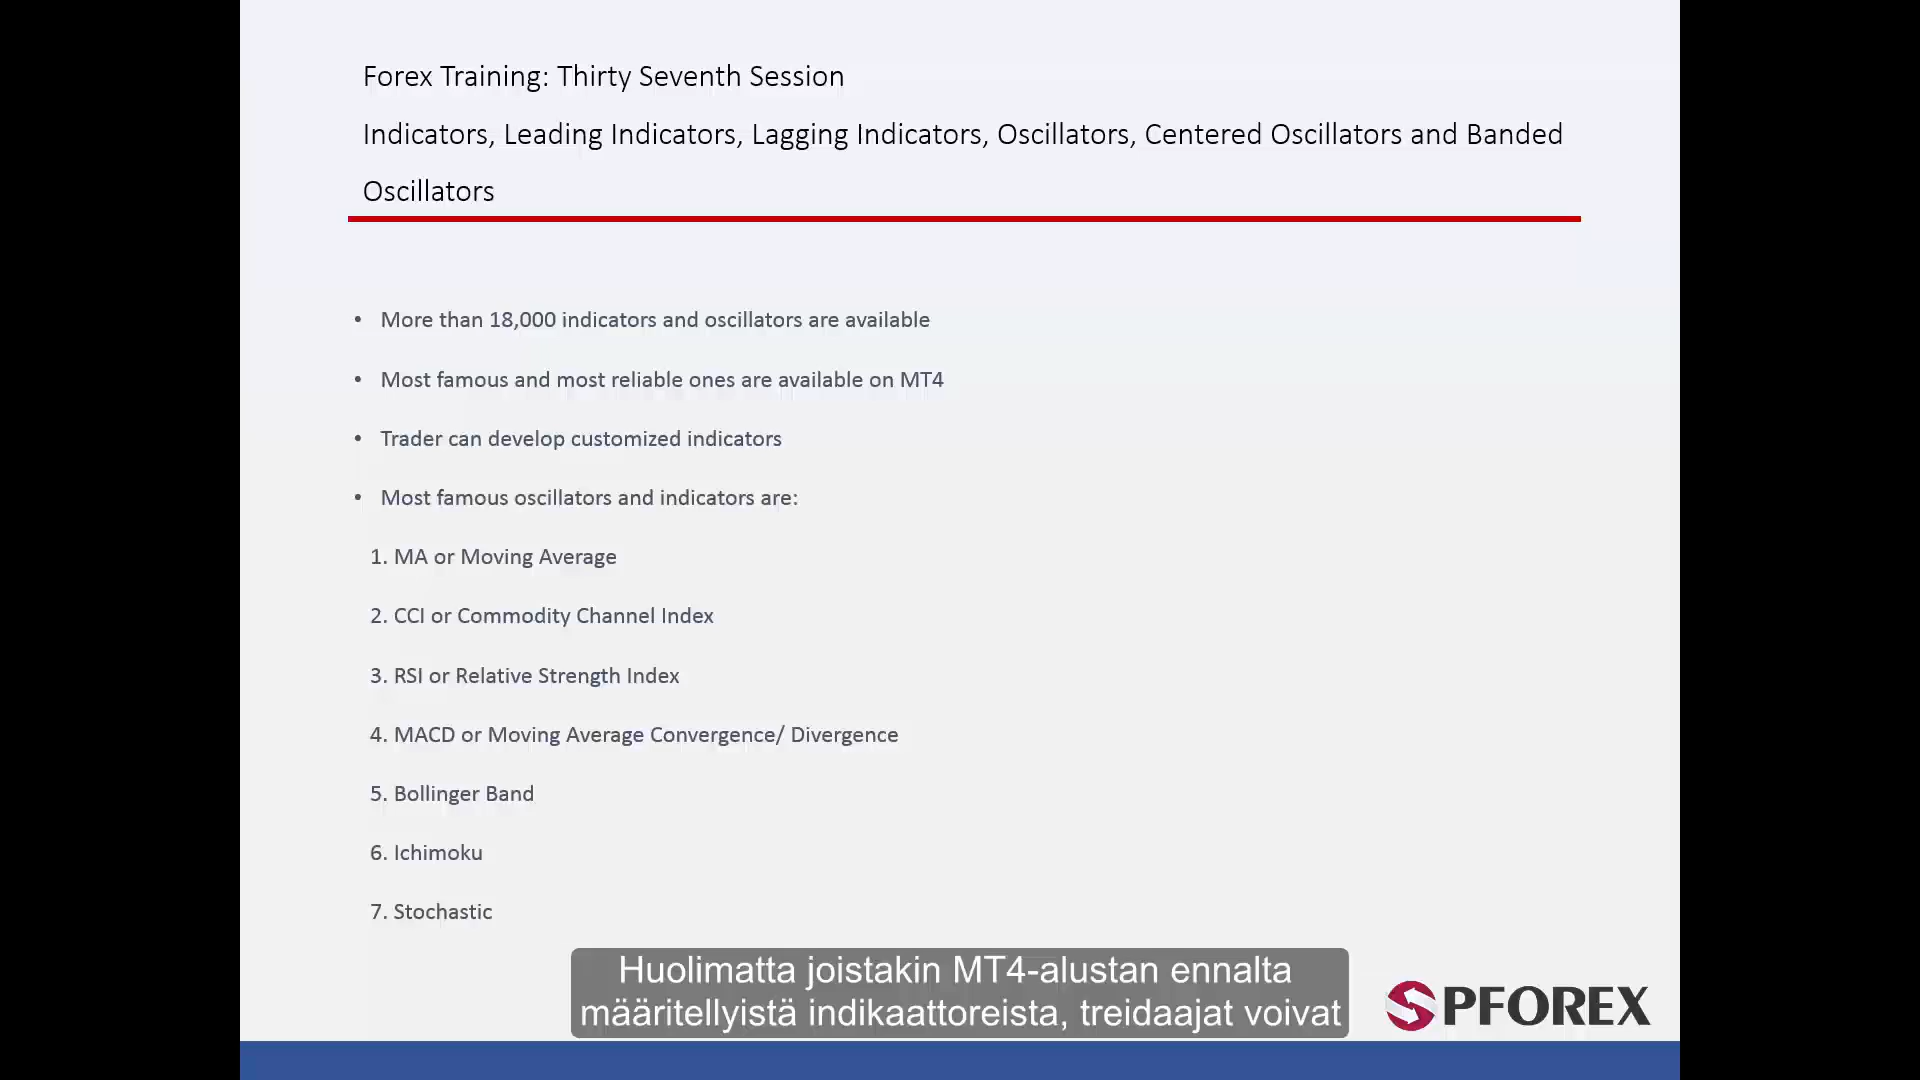 Forex Training: Thirty Seventh Session
Indicators, Leading Indicators, Lagging Indicators, Oscillators, Centered Oscillators and Banded
Oscillators
• More than 18,000 indicators and oscillators are available
• Most famous and most reliable ones are available on MT4
• Trader can develop customized indicators
• Most famous oscillators and indicators are:
1. MA or Moving Average
2. CCI or Commodity Channel Index
3. RSI or Relative Strength Index
4. MACD or Moving Average Convergence/ Divergence
5. Bollinger Band
6. Ichimoku
7. Stochastic
Huolimatta joistakin MT4-alustan ennalta
määritellyistä indikaattoreista, treidaajat voivat
PFOREX